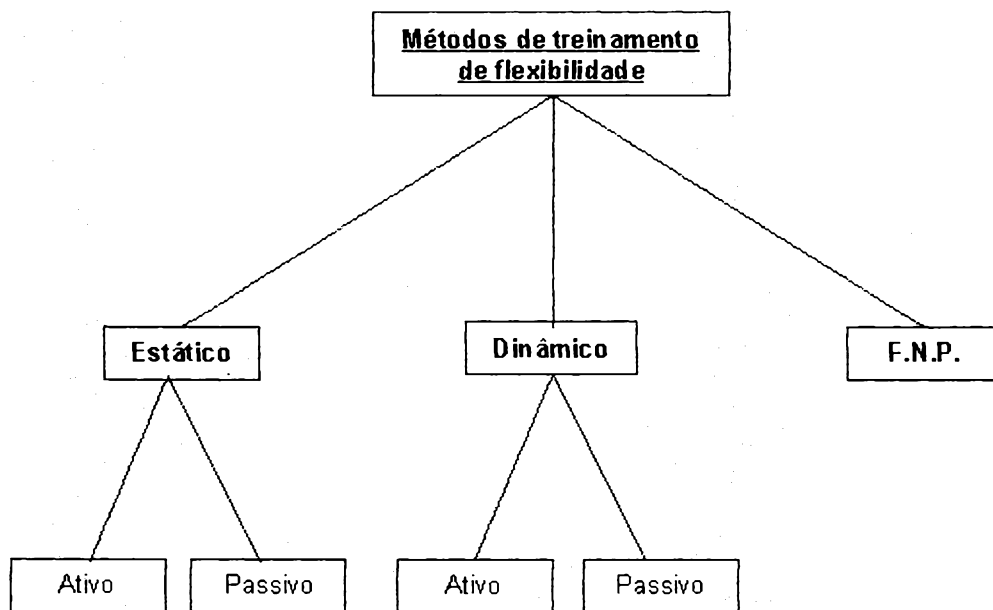 Métodos de treinamento
de flexibilidade
Estático
Dinâmico
F.N.P.
Ativo
Passivo
Ativo
Passivo